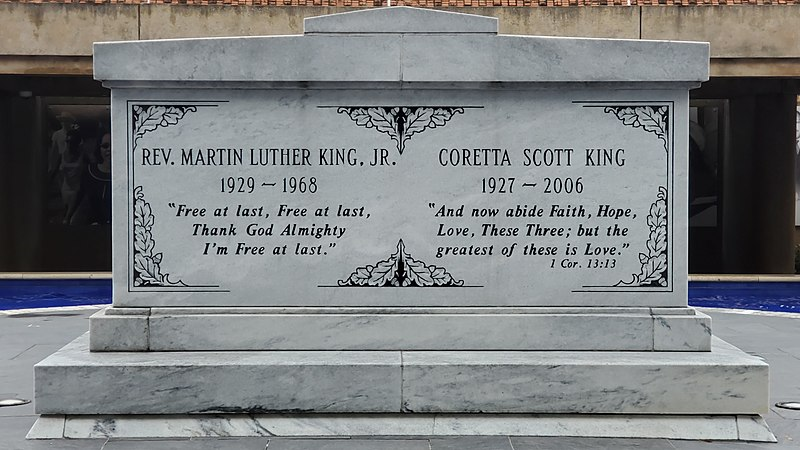 REV. MARTIN LUTHER KING, JR.
1929 – 1968
"Free at last, Free at last,
Thank God Almighty
I'm Free at last."
CORETTA SCOTT KING
1927 – 2006
"And now abide Faith, Hope,
Love, These Three; but the
greatest of these is Love."
1 Cor. 13:13